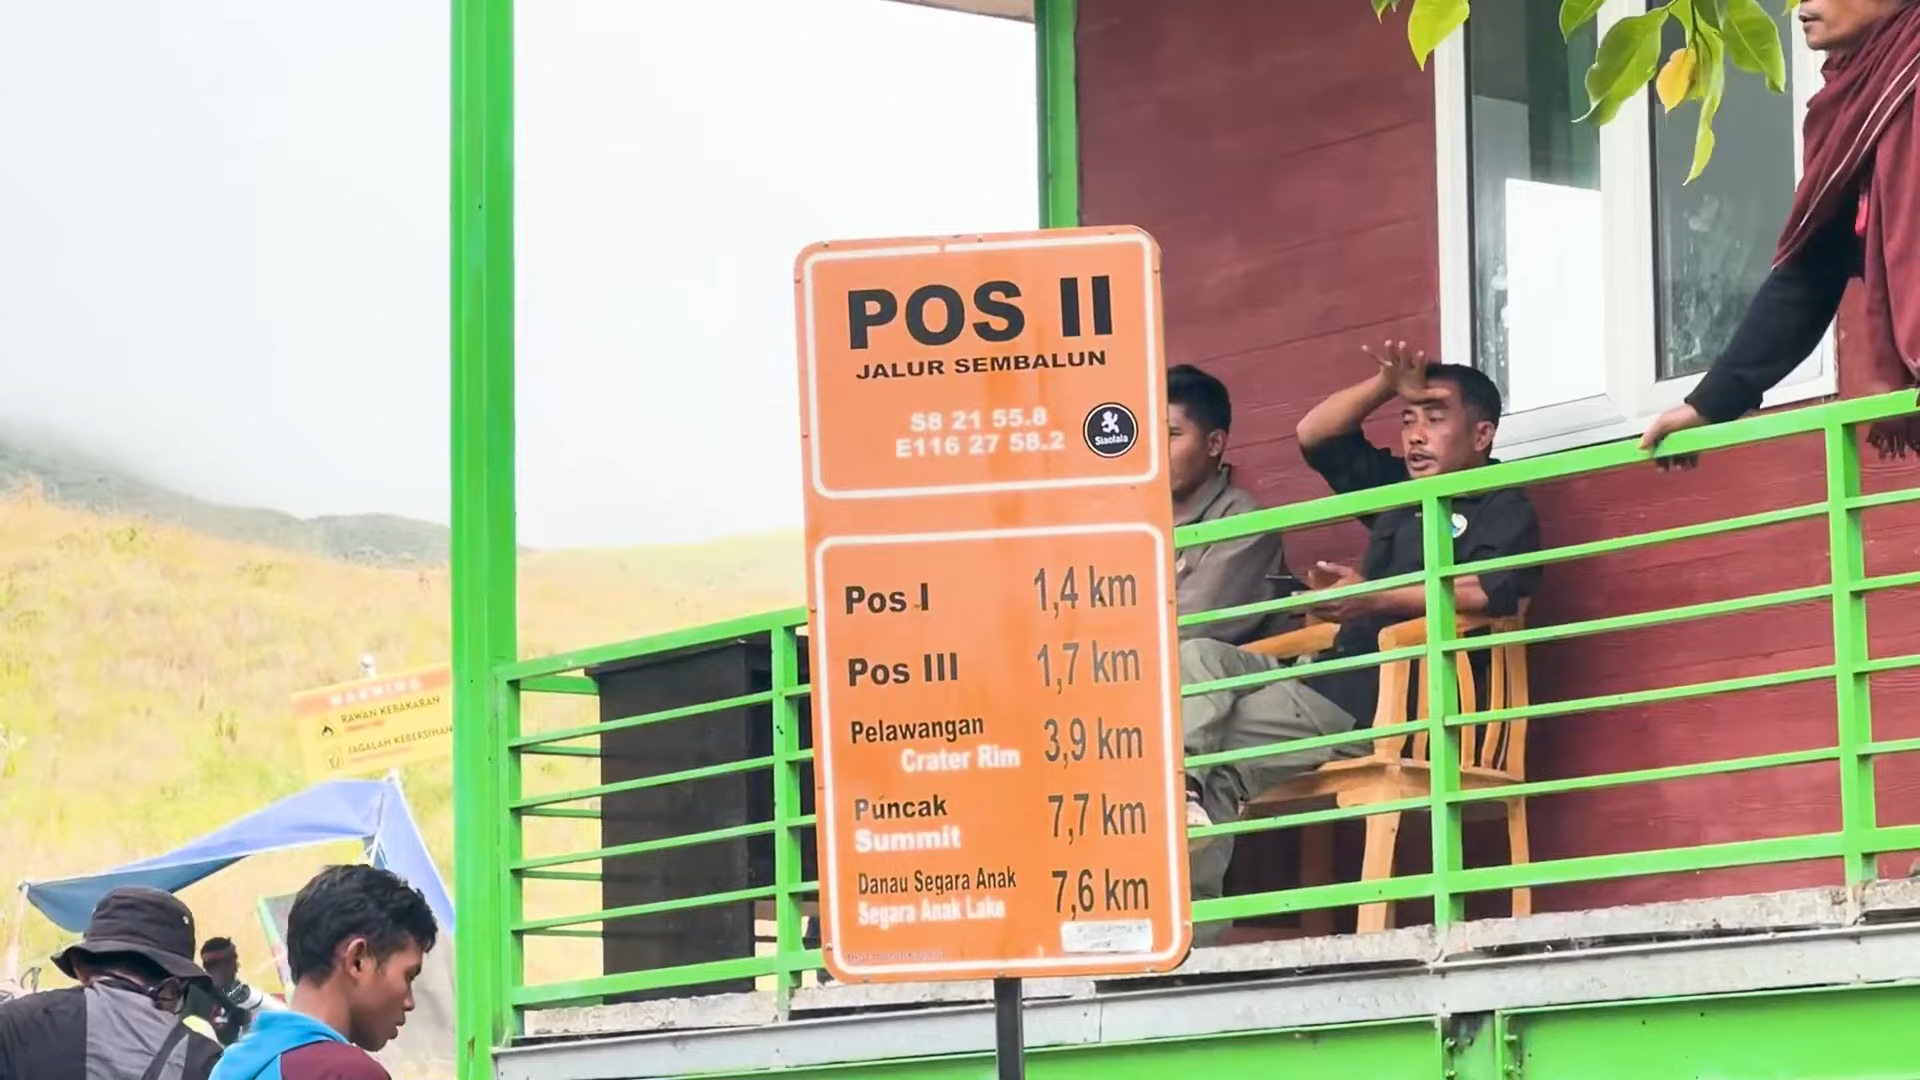 POS II
JALUR SEMBALUN
S8 21 55.8
E116 27 58.2
Siaolala
Pos I 1,4 km
Pos III 1,7 km
Pelawangan 3,9 km
Crater Rim
Puncak 7,7 km
Summit
Danau Segara Anak 7,6 km
Segara Anak Lake
WARNING
RAWAN KEBAKARAN
JAGALAH KEBERSIHAN